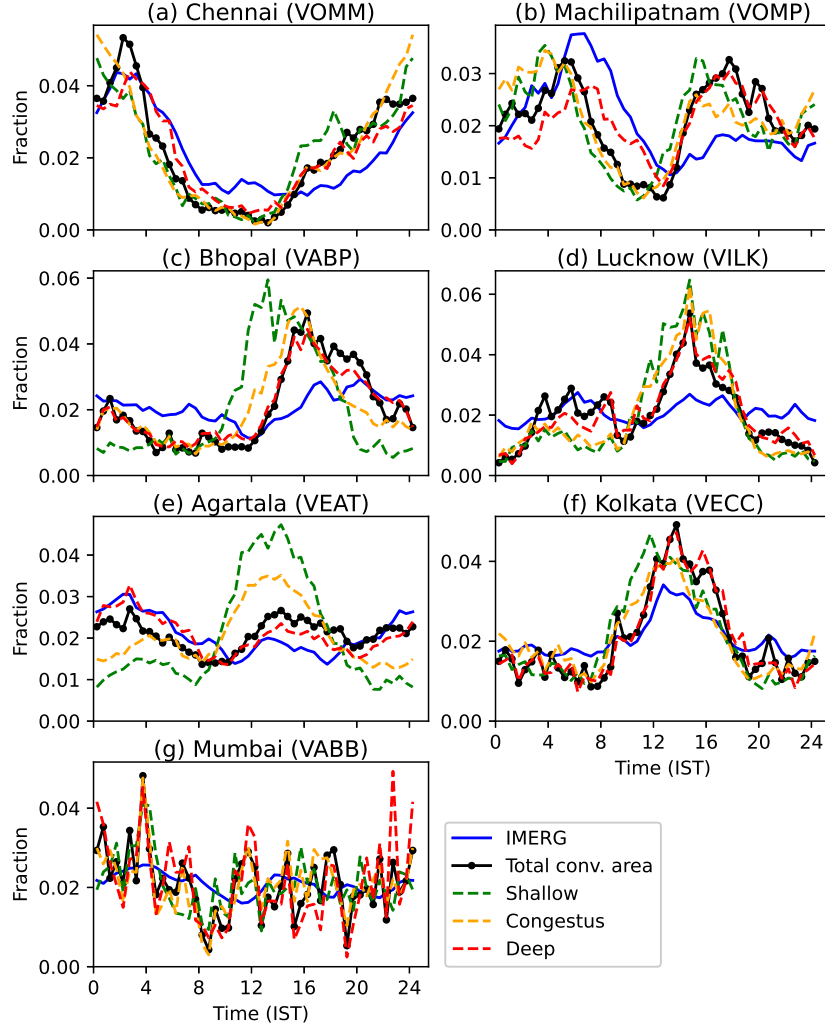 (a) Chennai (VOMM)
(b) Machilipatnam (VOMP)
Fraction
0.04
0.02
0.00
0.03
0.02
0.01
0.00
(c) Bhopal (VABP)
(d) Lucknow (VILK)
Fraction
0.06
0.04
0.02
0.00
0.06
0.04
0.02
0.00
(e) Agartala (VEAT)
(f) Kolkata (VECC)
Fraction
0.04
0.03
0.02
0.01
0.00
0.04
0.02
0.00
0 4 8 12 16 20 24
Time (IST)
(g) Mumbai (VABB)
Fraction
0.04
0.02
0.00
0 4 8 12 16 20 24
Time (IST)
IMERG
Total conv. area
Shallow
Congestus
Deep